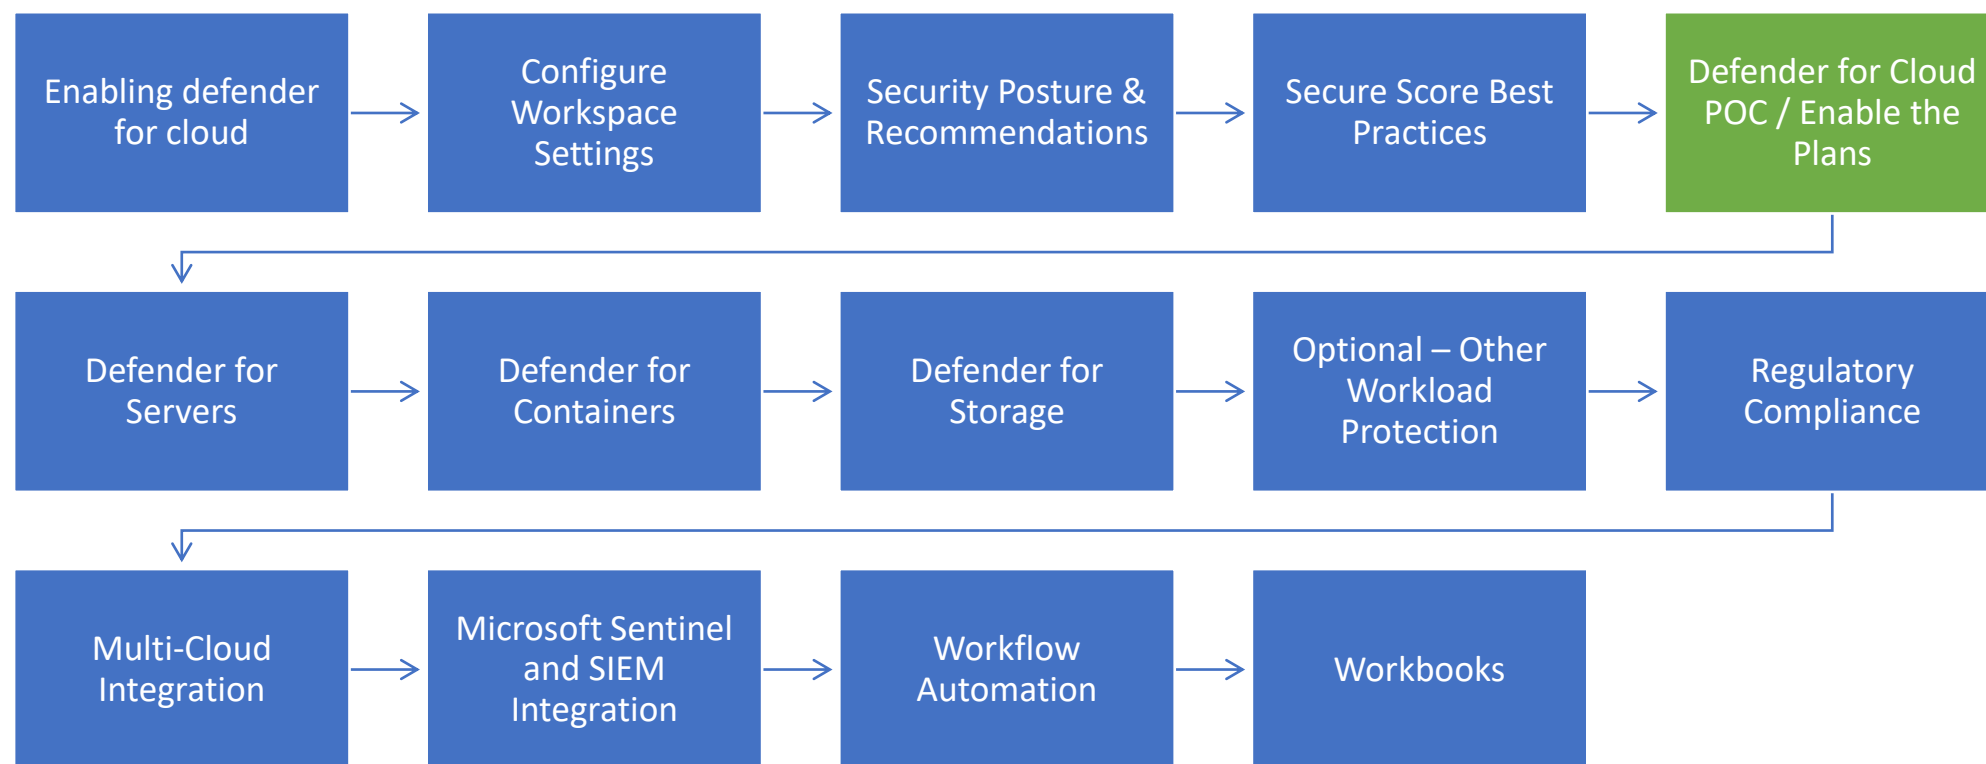 Enabling defender
for cloud
Configure
Workspace
Settings
Security Posture &
Recommendations
Secure Score Best
Practices
Defender for Cloud
POC / Enable the
Plans
Defender for
Servers
Defender for
Containers
Defender for
Storage
Optional – Other
Workload
Protection
Regulatory
Compliance
Multi-Cloud
Integration
Microsoft Sentinel
and SIEM
Integration
Workflow
Automation
Workbooks